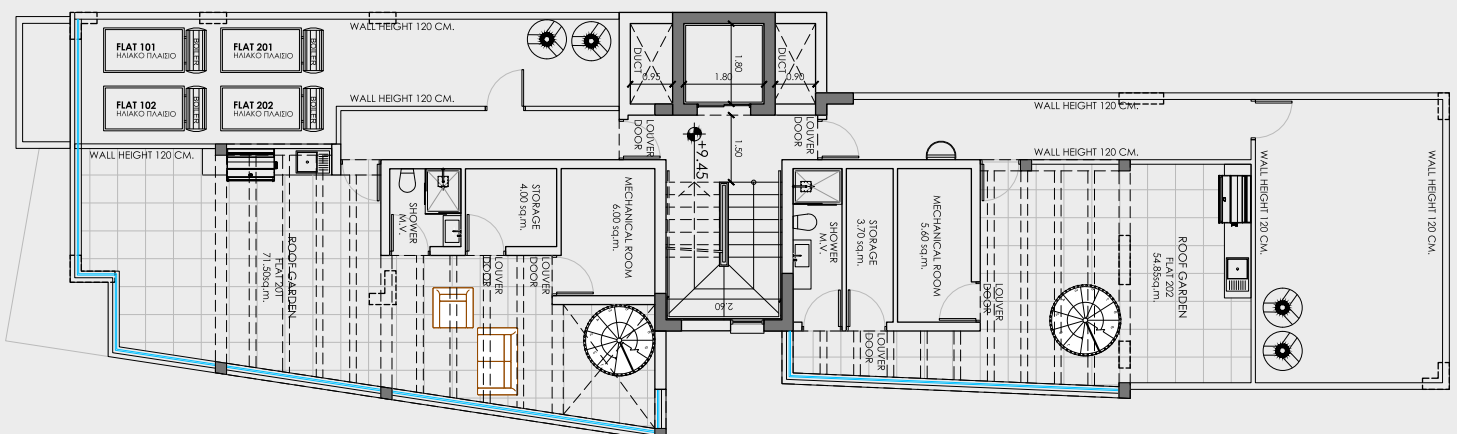 WALL HEIGHT 120 CM.
FLAT 101
ΗΛΙΑΚΟ ΠΛΑΙΣΙΟ
BOILER
FLAT 201
ΗΛΙΑΚΟ ΠΛΑΙΣΙΟ
BOILER
FLAT 102
ΗΛΙΑΚΟ ΠΛΑΙΣΙΟ
BOILER
FLAT 202
ΗΛΙΑΚΟ ΠΛΑΙΣΙΟ
BOILER
WALL HEIGHT 120 CM.
DUCT
0.95
1.80
1.80
DUCT
0.90
LOUVER
DOOR
+9.45
1.50
LOUVER
DOOR
WALL HEIGHT 120 CM.
WALL HEIGHT 120 CM.
WALL HEIGHT 120 CM.
WALL HEIGHT 120 CM.
ROOF GARDEN
FLAT 201
71.50sq.m.
SHOWER
M.V.
STORAGE
4.00 sq.m.
MECHANICAL ROOM
6.00 sq.m.
LOUVER
DOOR
LOUVER
DOOR
2.60
SHOWER
M.V.
STORAGE
3.70 sq.m.
MECHANICAL ROOM
5.60 sq.m.
LOUVER
DOOR
LOUVER
DOOR
ROOF GARDEN
FLAT 202
54.85sq.m.